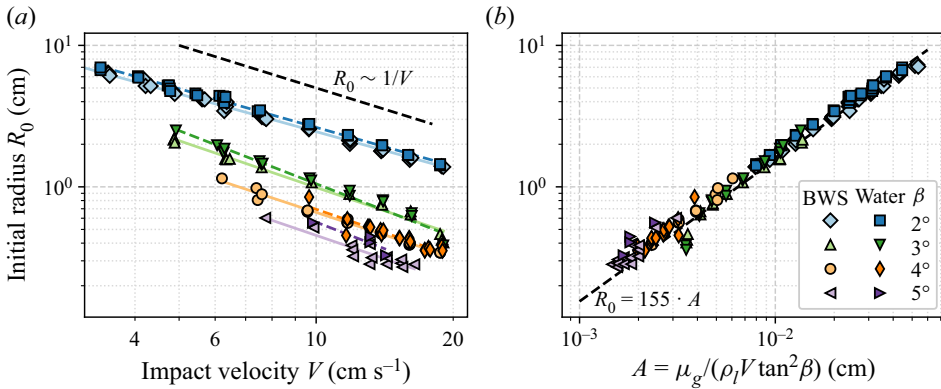 (a)
(b)
10¹
10⁰
Initial radius R₀ (cm)
R₀ ∼ 1/V
4
6
10
20
Impact velocity V (cm s⁻¹)
10¹
10⁰
R₀ = 155 · A
BWS Water β
2°
3°
4°
5°
10⁻³
10⁻²
A = μ_g/(ρ_l V tan²β) (cm)